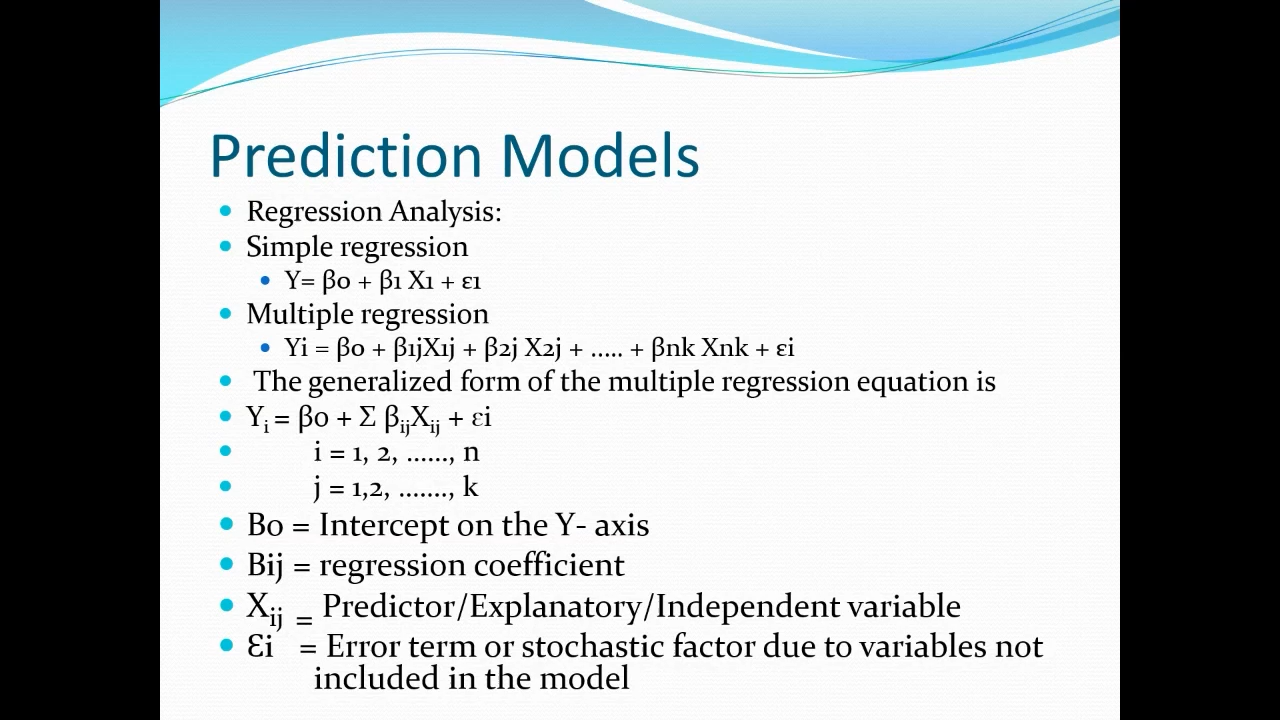 Prediction Models
Regression Analysis:
Simple regression
Y= β0 + β1 X1 + ε1
Multiple regression
Yi = β0 + β1jX1j + β2j X2j + ..... + βnk Xnk + εi
The generalized form of the multiple regression equation is
Yᵢ = β0 + Σ βᵢⱼXᵢⱼ + εi
i = 1, 2, ......, n
j = 1,2, ......., k
B0 = Intercept on the Y- axis
Bij = regression coefficient
Xᵢⱼ = Predictor/Explanatory/Independent variable
Ɛi = Error term or stochastic factor due to variables not
included in the model